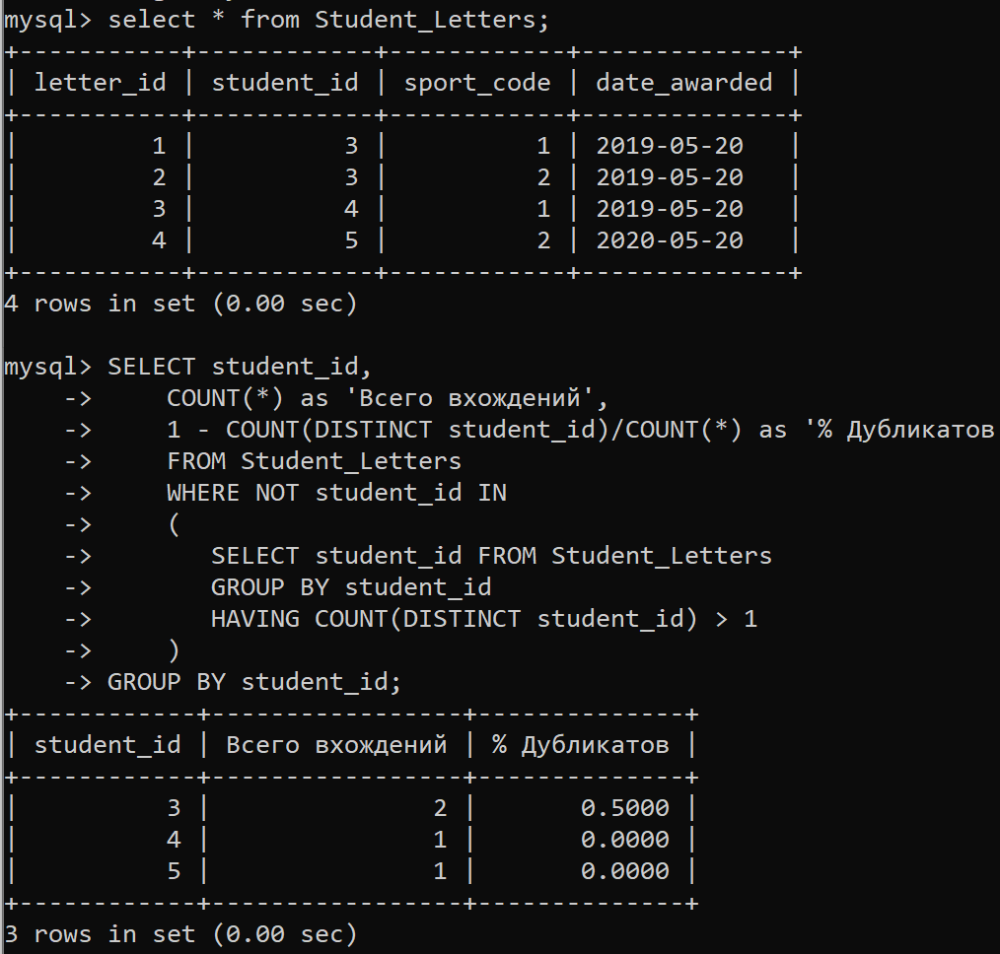 mysql> select * from Student_Letters;
+-----------+------------+------------+--------------+
| letter_id | student_id | sport_code | date_awarded |
+-----------+------------+------------+--------------+
|         1 |          3 |          1 | 2019-05-20   |
|         2 |          3 |          2 | 2019-05-20   |
|         3 |          4 |          1 | 2019-05-20   |
|         4 |          5 |          2 | 2020-05-20   |
+-----------+------------+------------+--------------+
4 rows in set (0.00 sec)
mysql> SELECT student_id,
    ->     COUNT(*) as 'Всего вхождений',
    ->     1 - COUNT(DISTINCT student_id)/COUNT(*) as '% Дубликатов
    ->     FROM Student_Letters
    ->     WHERE NOT student_id IN
    ->     (
    ->        SELECT student_id FROM Student_Letters
    ->        GROUP BY student_id
    ->        HAVING COUNT(DISTINCT student_id) > 1
    ->     )
    -> GROUP BY student_id;
+------------+-----------------+--------------+
| student_id | Всего вхождений | % Дубликатов |
+------------+-----------------+--------------+
|          3 |               2 |       0.5000 |
|          4 |               1 |       0.0000 |
|          5 |               1 |       0.0000 |
+------------+-----------------+--------------+
3 rows in set (0.00 sec)